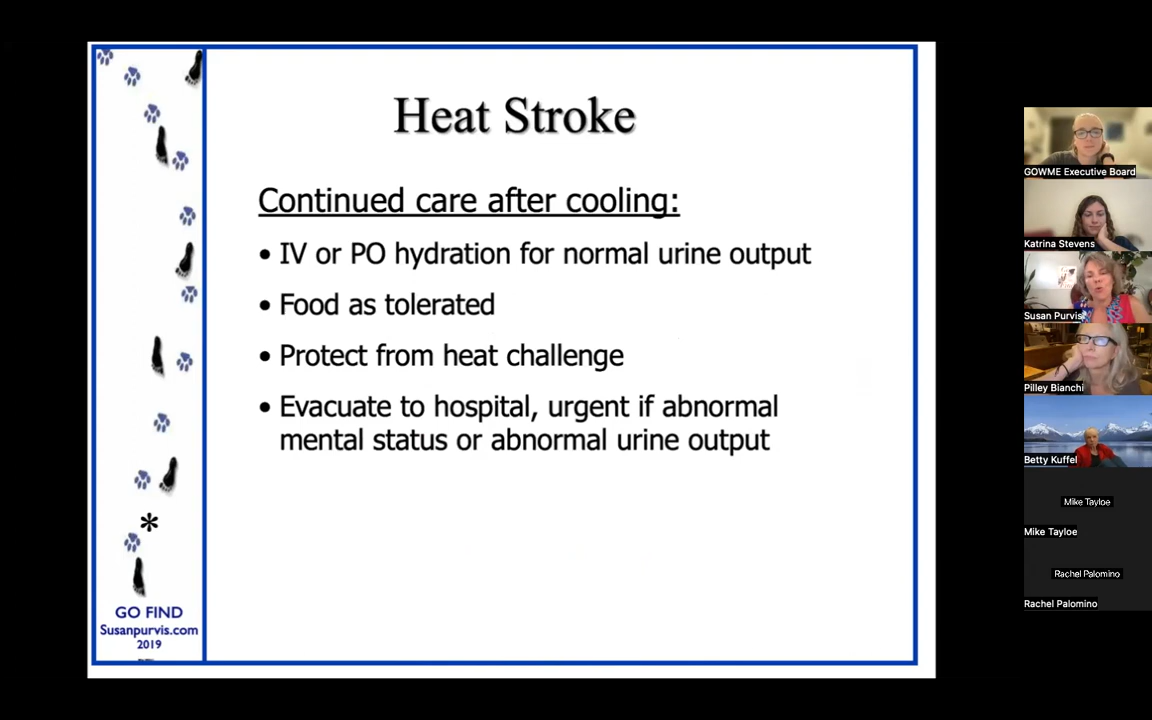 Heat Stroke
Continued care after cooling:
• IV or PO hydration for normal urine output
• Food as tolerated
• Protect from heat challenge
• Evacuate to hospital, urgent if abnormal
mental status or abnormal urine output
*
GO FIND
Susanpurvis.com
2019
GOWME Executive Board
Katrina Stevens
Susan Purvis
Pilley Bianchi
Betty Kuffel
Mike Tayloe
Mike Tayloe
Rachel Palomino
Rachel Palomino